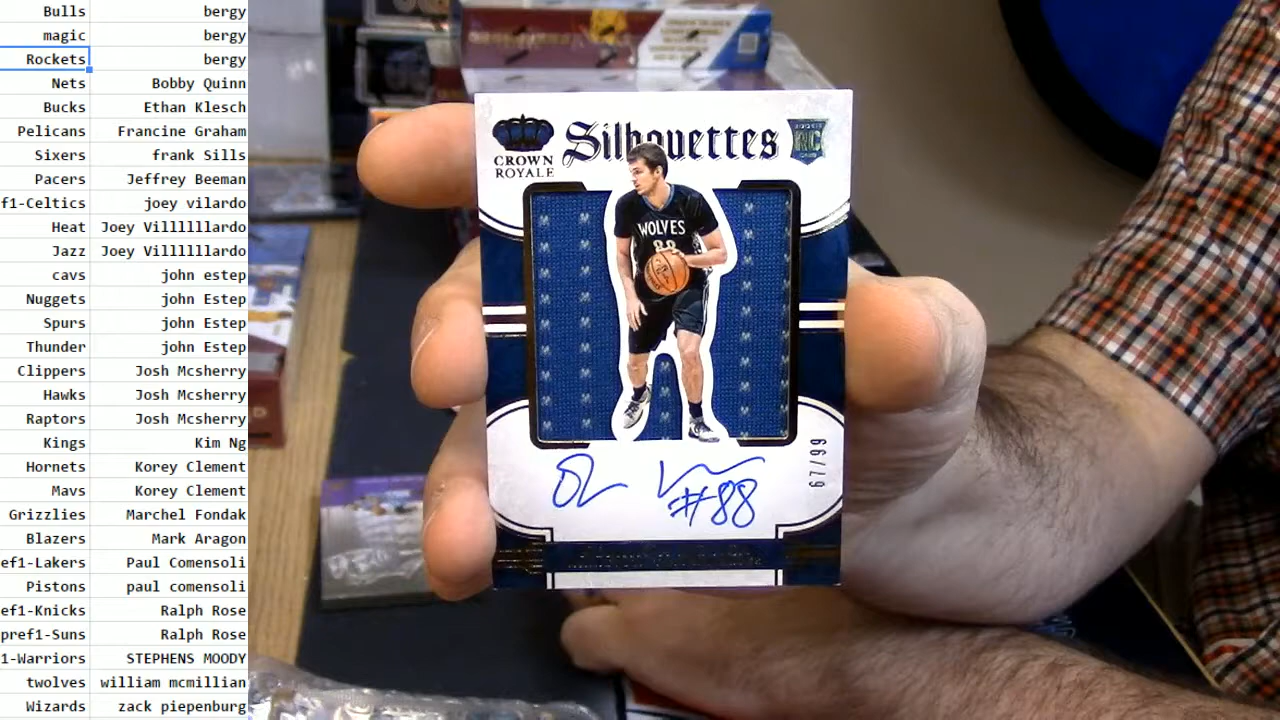 Bulls bergy
magic bergy
Rockets bergy
Nets Bobby Quinn
Bucks Ethan Klesch
Pelicans Francine Graham
Sixers frank Sills
Pacers Jeffrey Beeman
f1-Celtics joey vilardo
Heat Joey Villlllllardo
Jazz Joey Villlllllardo
cavs john estep
Nuggets john Estep
Spurs john Estep
Thunder john Estep
Clippers Josh Mcsherry
Hawks Josh Mcsherry
Raptors Josh Mcsherry
Kings Kim Ng
Hornets Korey Clement
Mavs Korey Clement
Grizzlies Marchel Fondak
Blazers Mark Aragon
ef1-Lakers Paul Comensoli
Pistons paul comensoli
ef1-Knicks Ralph Rose
pref1-Suns Ralph Rose
1-Warriors STEPHENS MOODY
twolves william mcmillian
Wizards zack piepenburg
CROWN
ROYALE
Silhouettes
RC
WOLVES
88
#88
67/99